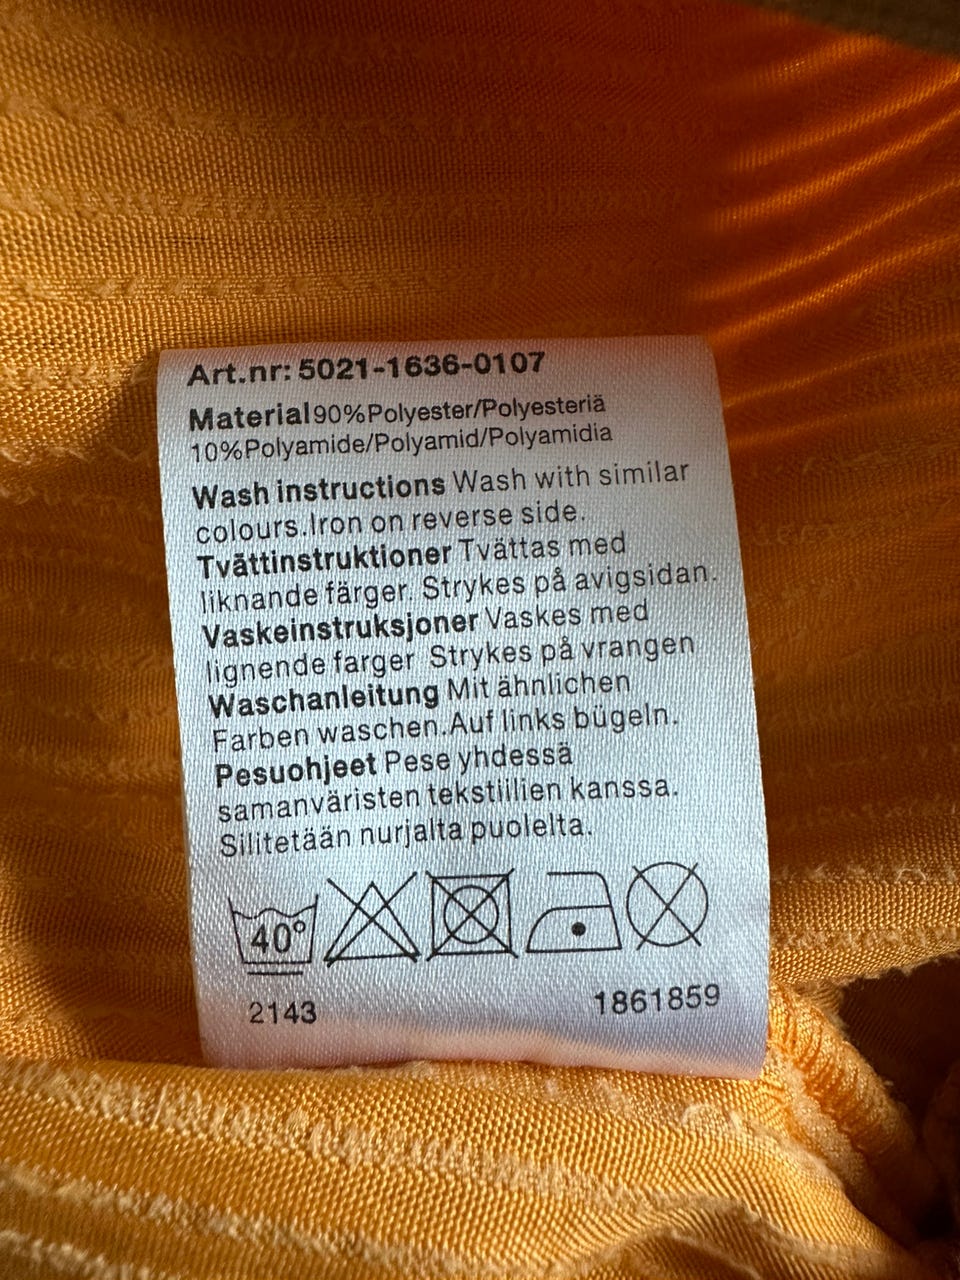 Art.nr: 5021-1636-0107
Material 90%Polyester/Polyesteriä
10%Polyamide/Polyamid/Polyamidia
Wash instructions Wash with similar
colours.Iron on reverse side.
Tvättinstruktioner Tvättas med
liknande färger. Strykes på avigsidan.
Vaskeinstruksjoner Vaskes med
lignende farger Strykes på vrangen
Waschanleitung Mit ähnlichen
Farben waschen.Auf links bügeln.
Pesuohjeet Pese yhdessä
samanväristen tekstiilien kanssa.
Silitetään nurjalta puolelta.
40°
2143 1861859